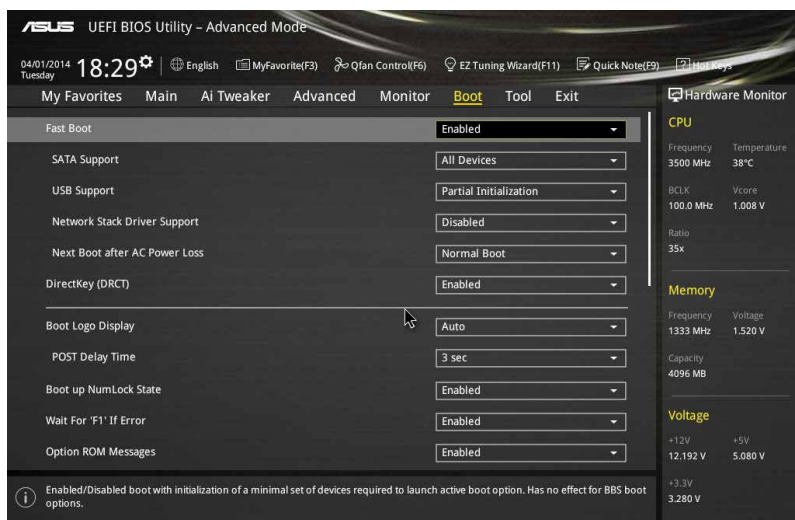 ASUS UEFI BIOS Utility – Advanced Mode
04/01/2014
Tuesday
18:29
English
MyFavorite(F3)
Qfan Control(F6)
EZ Tuning Wizard(F11)
Quick Note(F9)
Hot Keys
My Favorites Main Ai Tweaker Advanced Monitor Boot Tool Exit
Fast Boot Enabled
SATA Support All Devices
USB Support Partial Initialization
Network Stack Driver Support Disabled
Next Boot after AC Power Loss Normal Boot
DirectKey (DRCT) Enabled
Boot Logo Display Auto
POST Delay Time 3 sec
Boot up NumLock State Enabled
Wait For 'F1' If Error Enabled
Option ROM Messages Enabled
Enabled/Disabled boot with initialization of a minimal set of devices required to launch active boot option. Has no effect for BBS boot
options.
Hardware Monitor
CPU
Frequency Temperature
3500 MHz 38°C
BCLK Vcore
100.0 MHz 1.008 V
Ratio
35x
Memory
Frequency Voltage
1333 MHz 1.520 V
Capacity
4096 MB
Voltage
+12V +5V
12.192 V 5.080 V
+3.3V
3.280 V